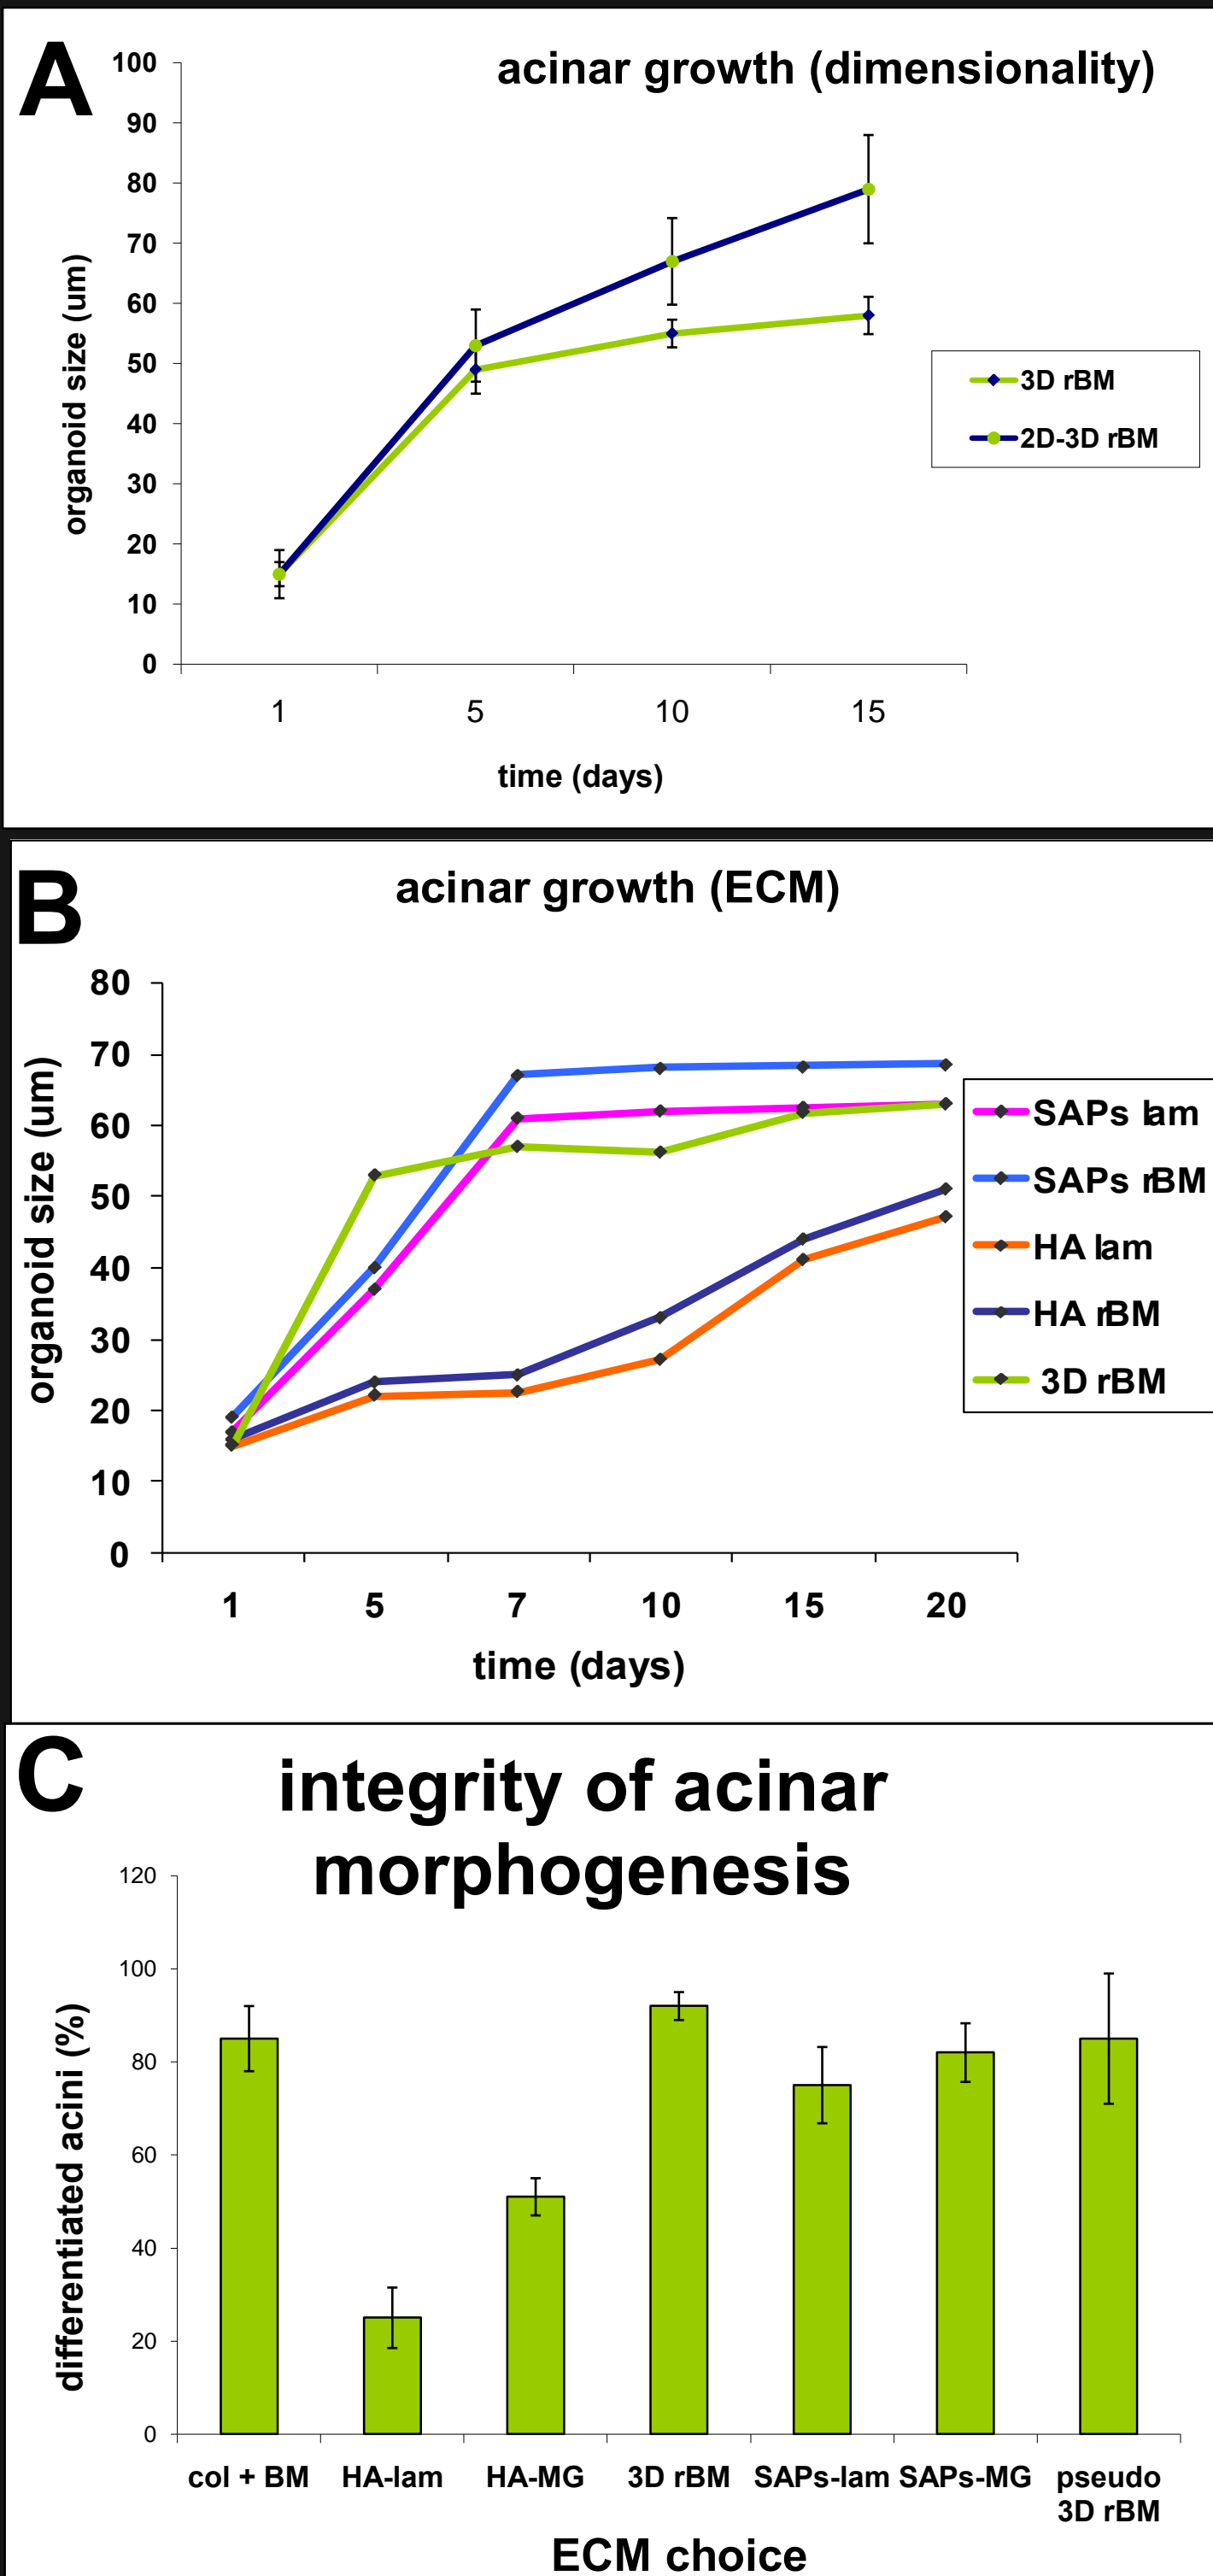 A
acinar growth (dimensionality)
100
90
80
70
60
50
40
30
20
10
0
organoid size (um)
1 5 10 15
time (days)
3D rBM
2D-3D rBM
B
acinar growth (ECM)
80
70
60
50
40
30
20
10
0
organoid size (um)
1 5 7 10 15 20
time (days)
SAPs lam
SAPs rBM
HA lam
HA rBM
3D rBM
C
integrity of acinar
morphogenesis
120
100
80
60
40
20
0
differentiated acini (%)
col + BM HA-lam HA-MG 3D rBM SAPs-lam SAPs-MG pseudo
3D rBM
ECM choice